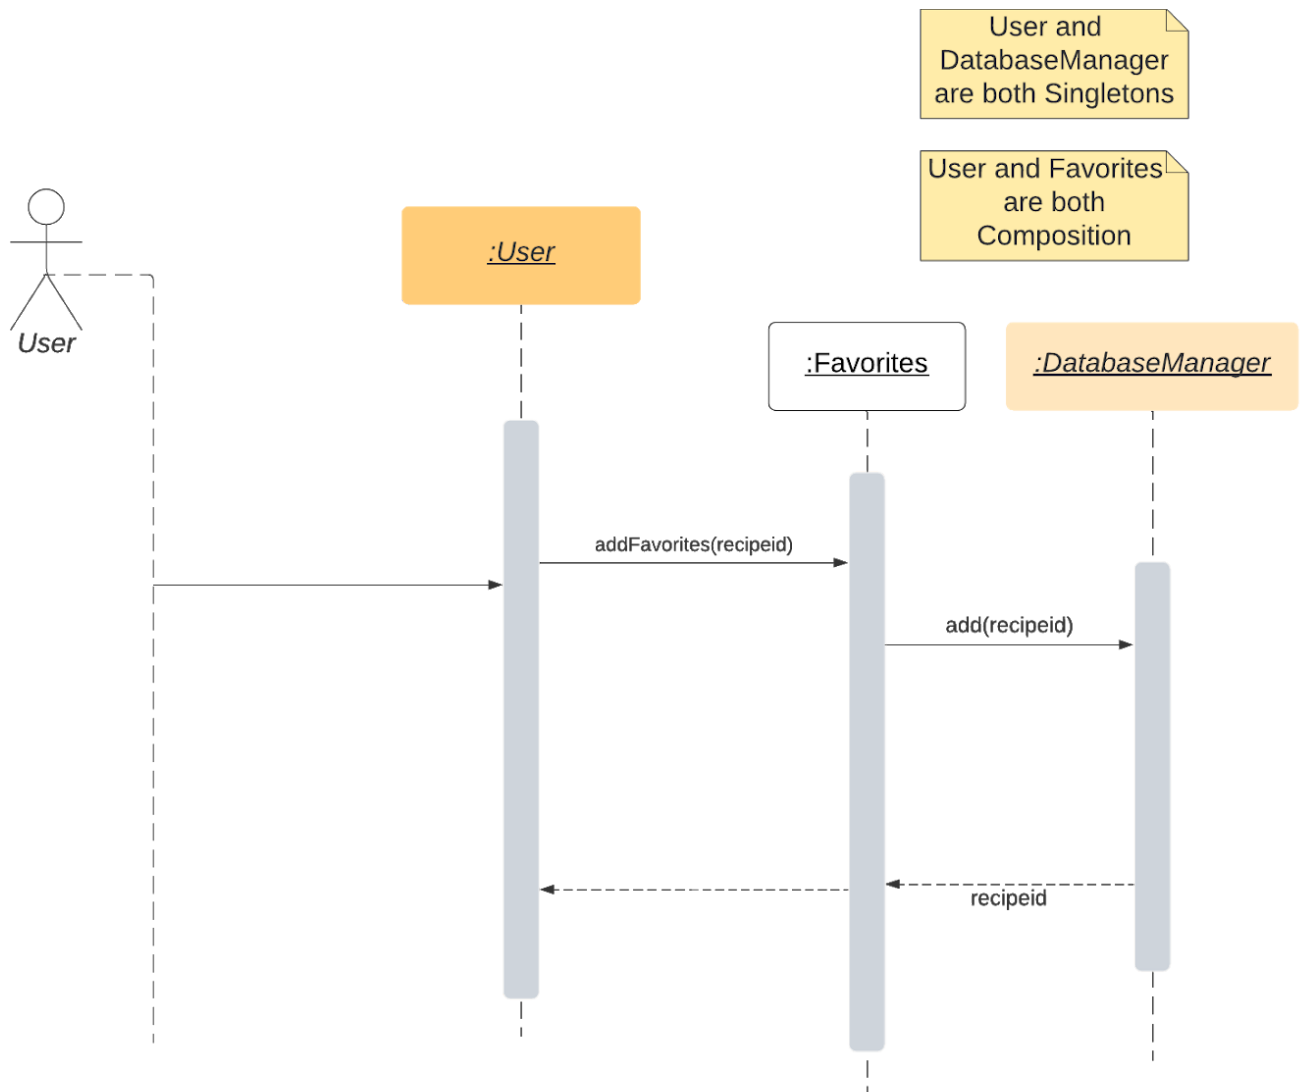 User and
DatabaseManager
are both Singletons
User and Favorites
are both
Composition
User
:User
:Favorites
:DatabaseManager
addFavorites(recipeid)
add(recipeid)
recipeid